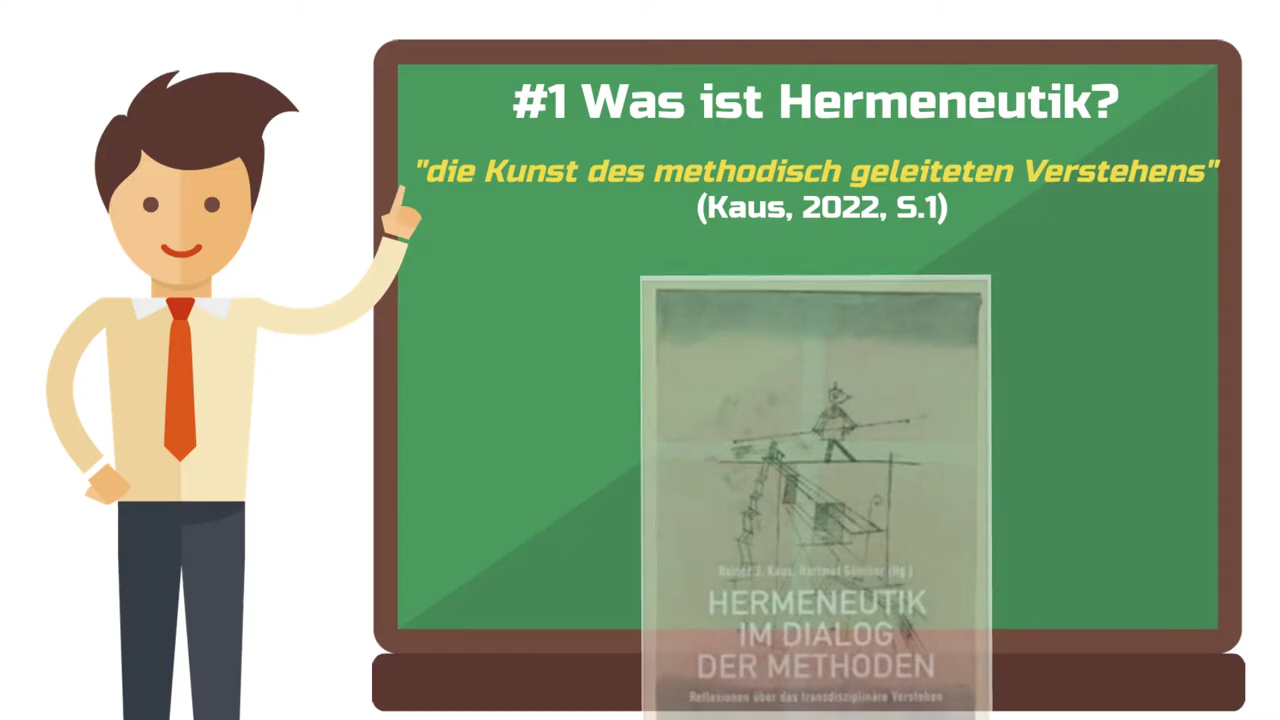 #1 Was ist Hermeneutik?
"die Kunst des methodisch geleiteten Verstehens"
(Kaus, 2022, S.1)
Rainer J. Kaus, Hartmut Günther (Hg.)
HERMENEUTIK
IM DIALOG
DER METHODEN
Reflexionen über das transdisziplinäre Verstehen